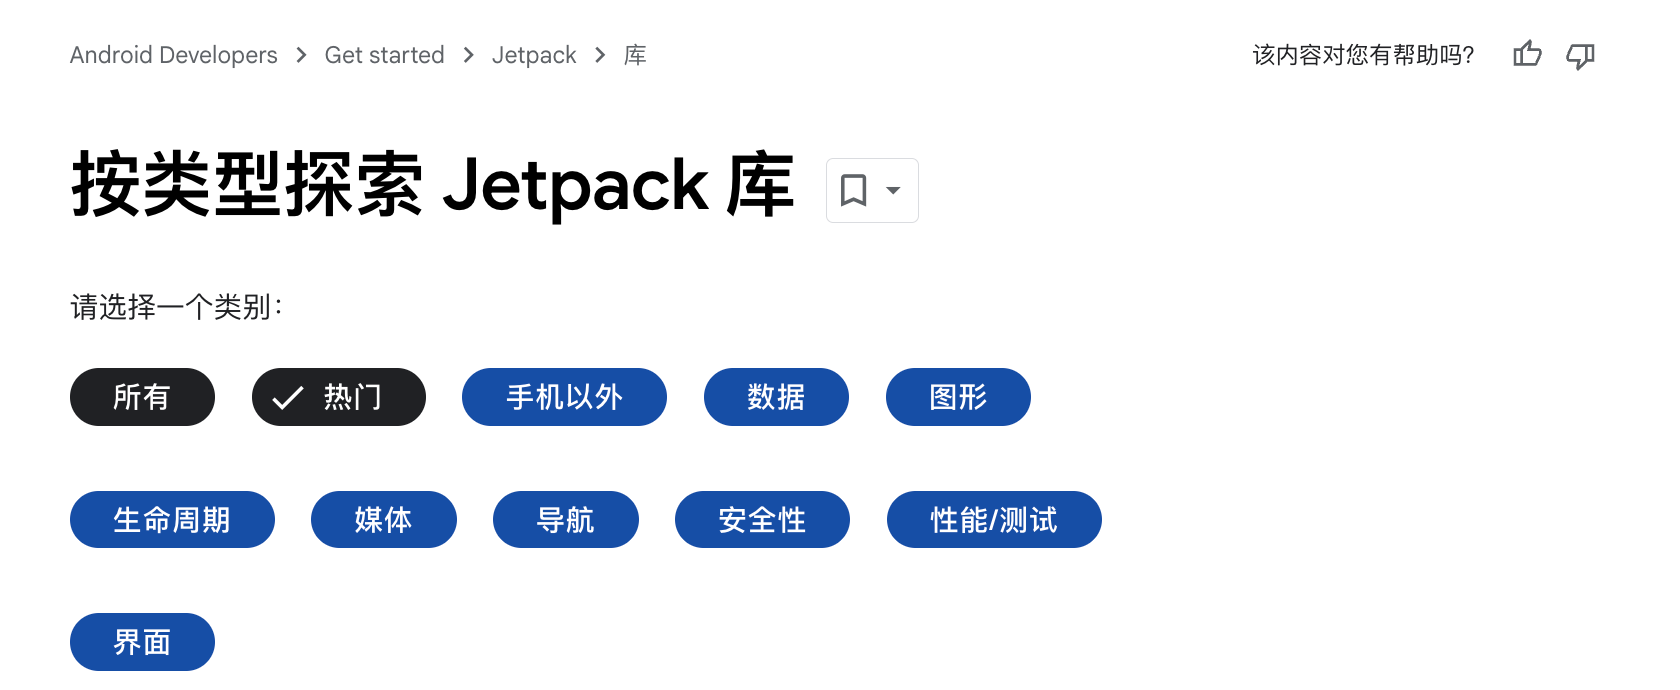 Android Developers > Get started > Jetpack > 库
该内容对您有帮助吗?
按类型探索 Jetpack 库
请选择一个类别：
所有 热门 手机以外 数据 图形
生命周期 媒体 导航 安全性 性能/测试
界面